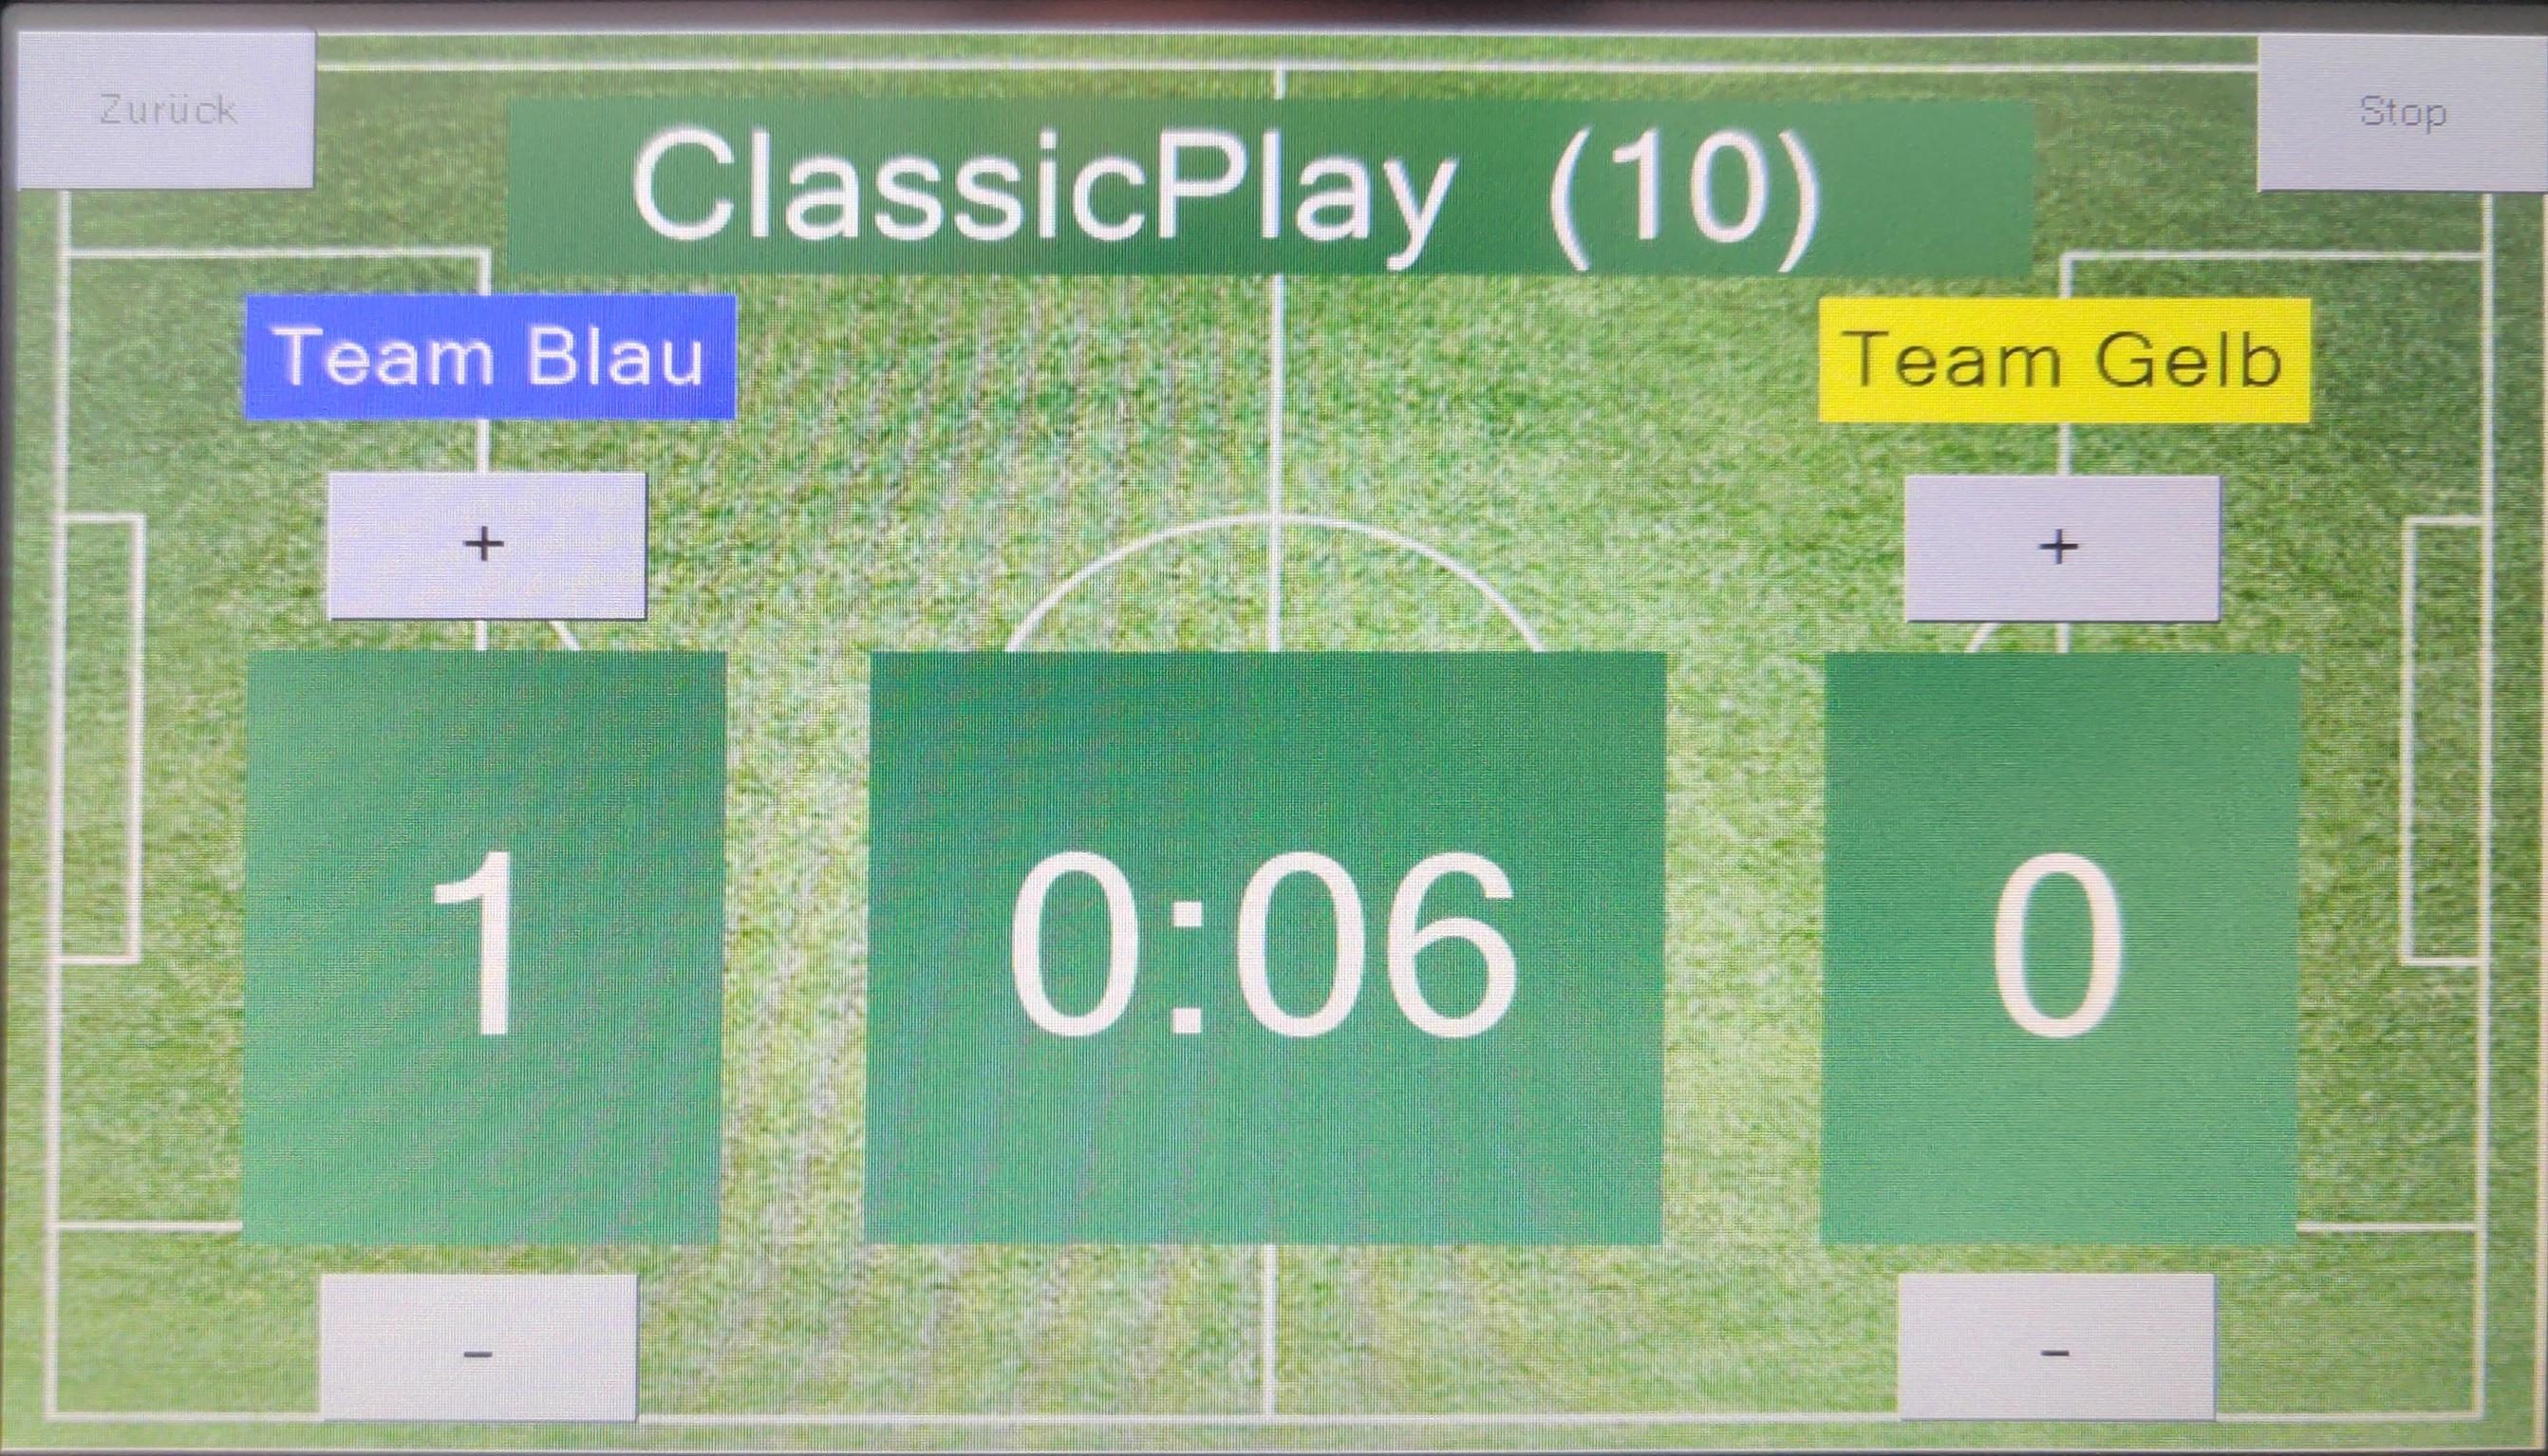 Zurück
Stop
ClassicPlay (10)
Team Blau
Team Gelb
+
+
1
0:06
0
-
-